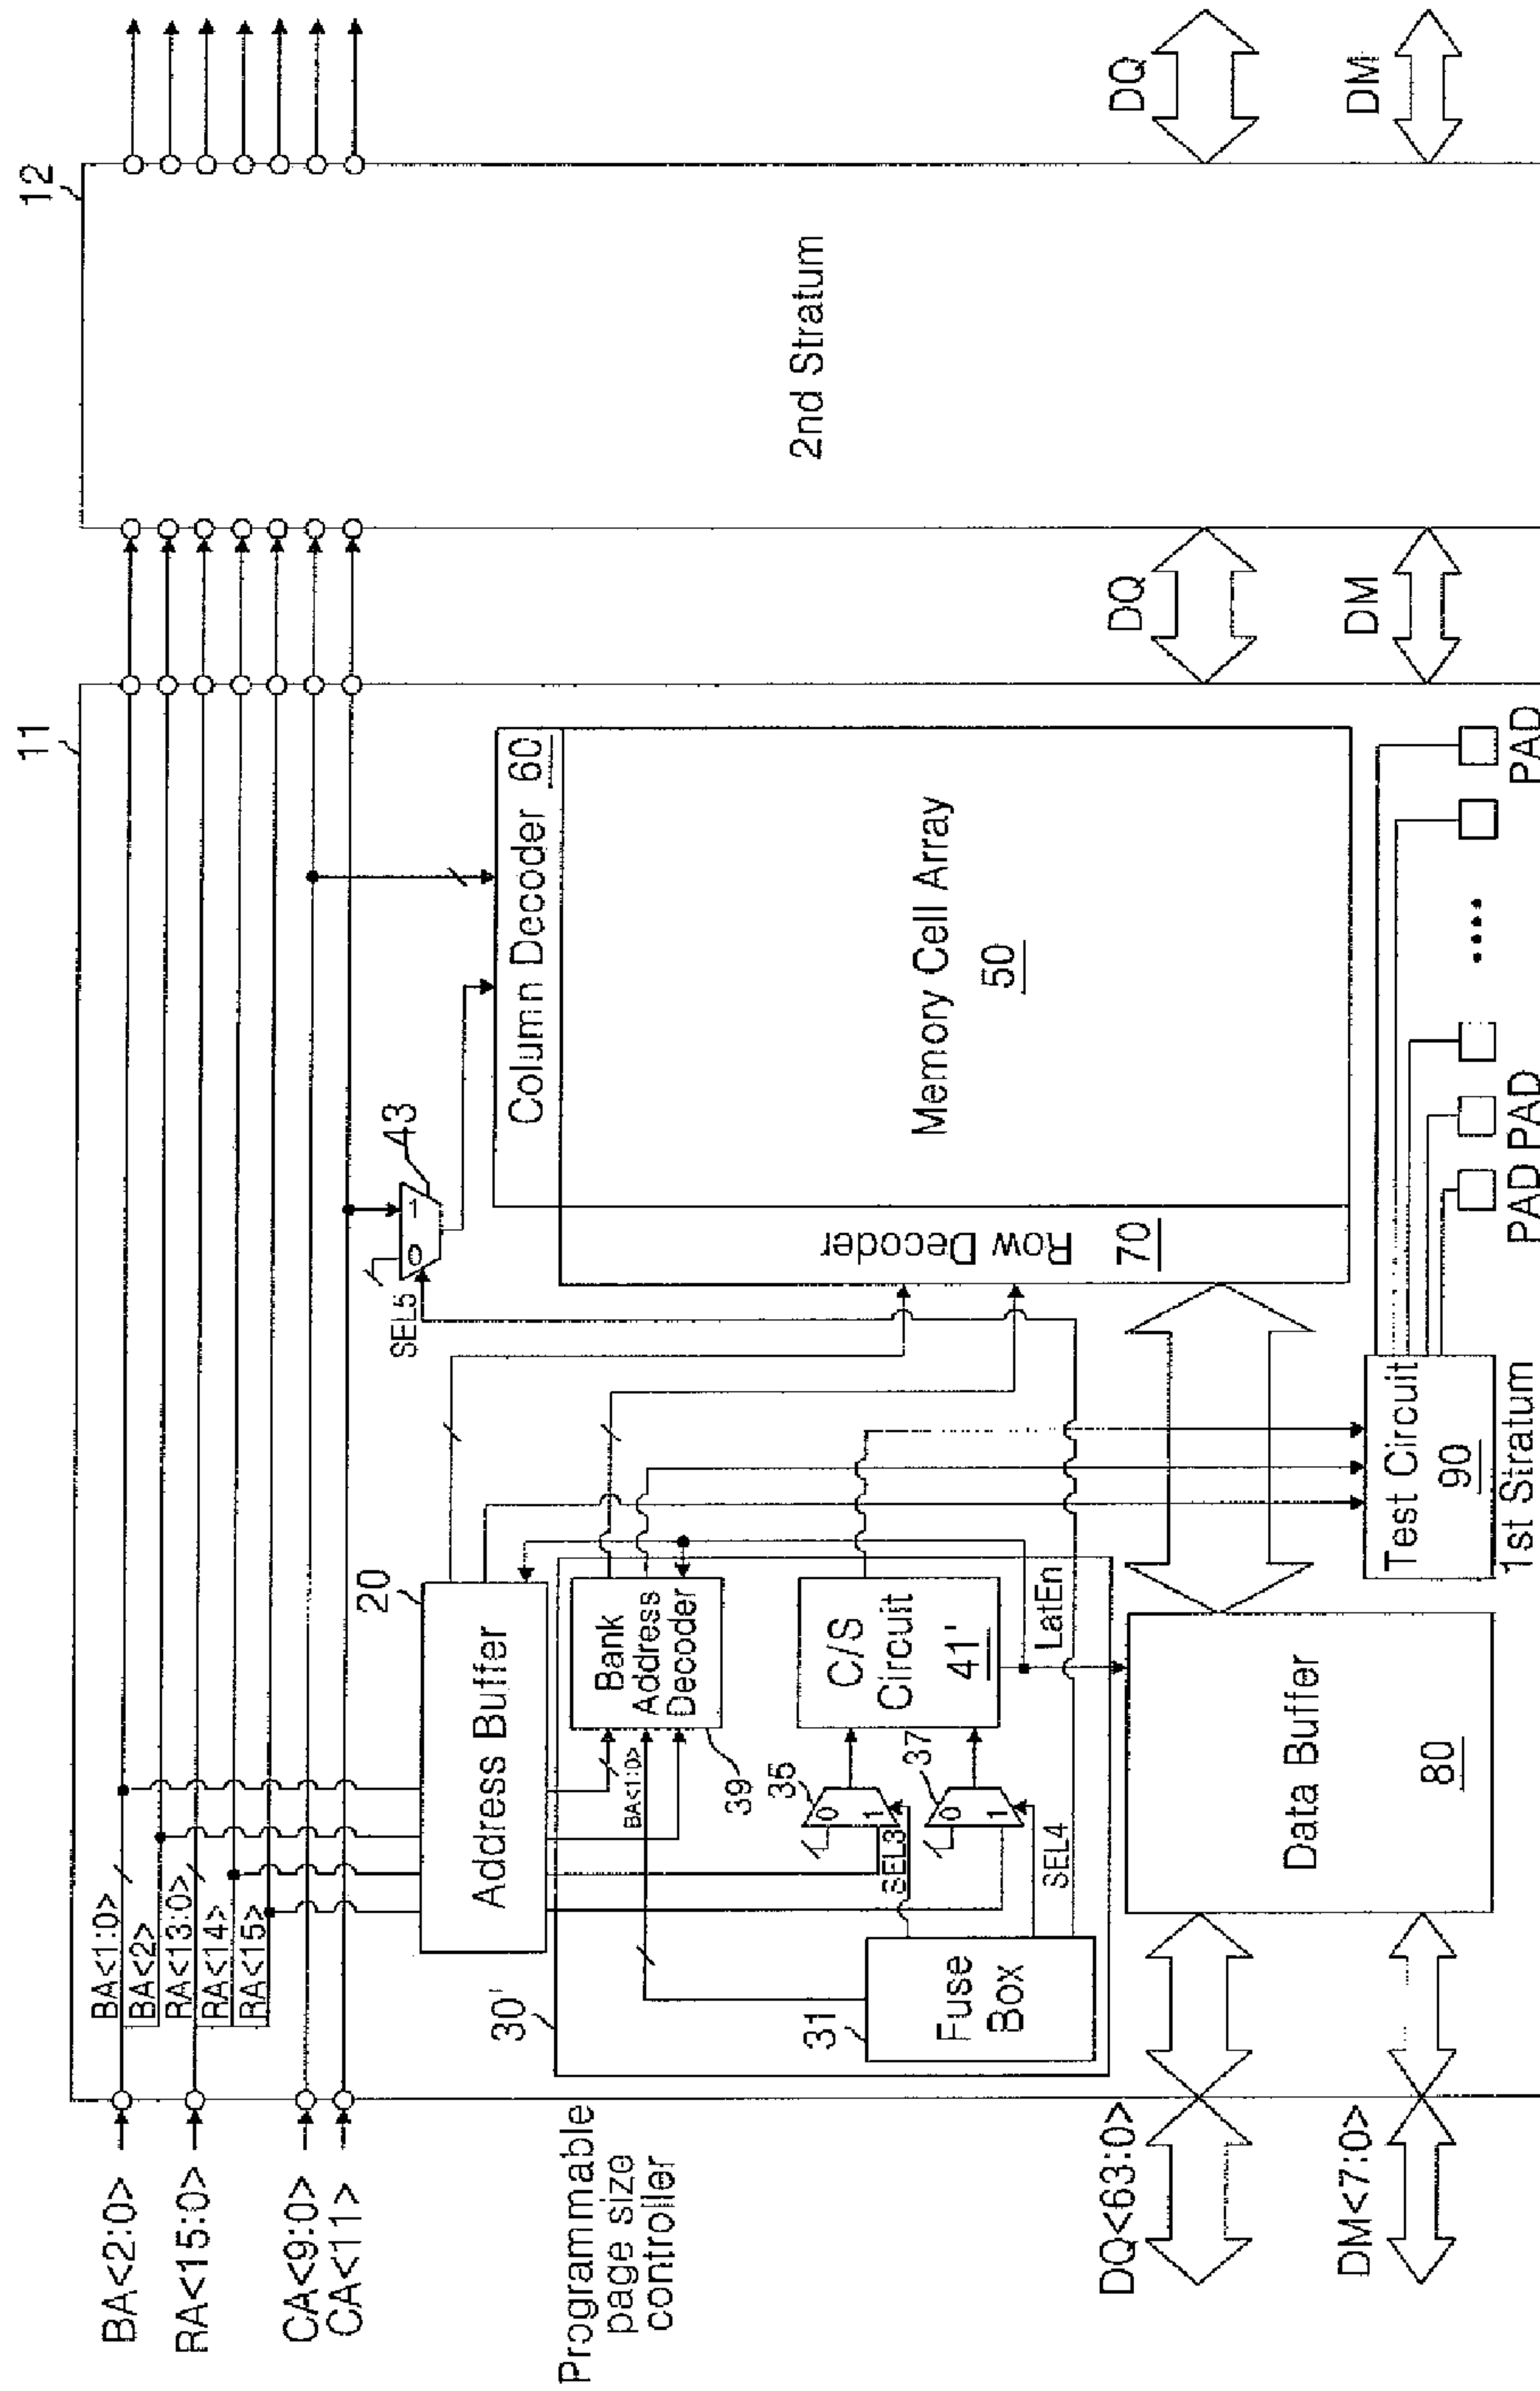 11
12
BA<2:0>
RA<15:0>
CA<9:0>
CA<11>
BA<1:0>
BA<2>
RA<13:0>
RA<14>
RA<15>
20
Address Buffer
SEL5
0
1
43
Column Decoder 60
Memory Cell Array
50
Row Decoder
70
2nd Stratum
Programmable
page size
controller
30'
31
Fuse
Box
BA<1:0>
Bank
Address
Decoder
39
35
0
1
SEL3
37
0
1
SEL4
C/S
Circuit
41'
LatEn
Data Buffer
80
Test Circuit
90
1st Stratum
PAD
PAD
PAD
DQ<63:0>
DM<7:0>
DQ
DM
DQ
DM